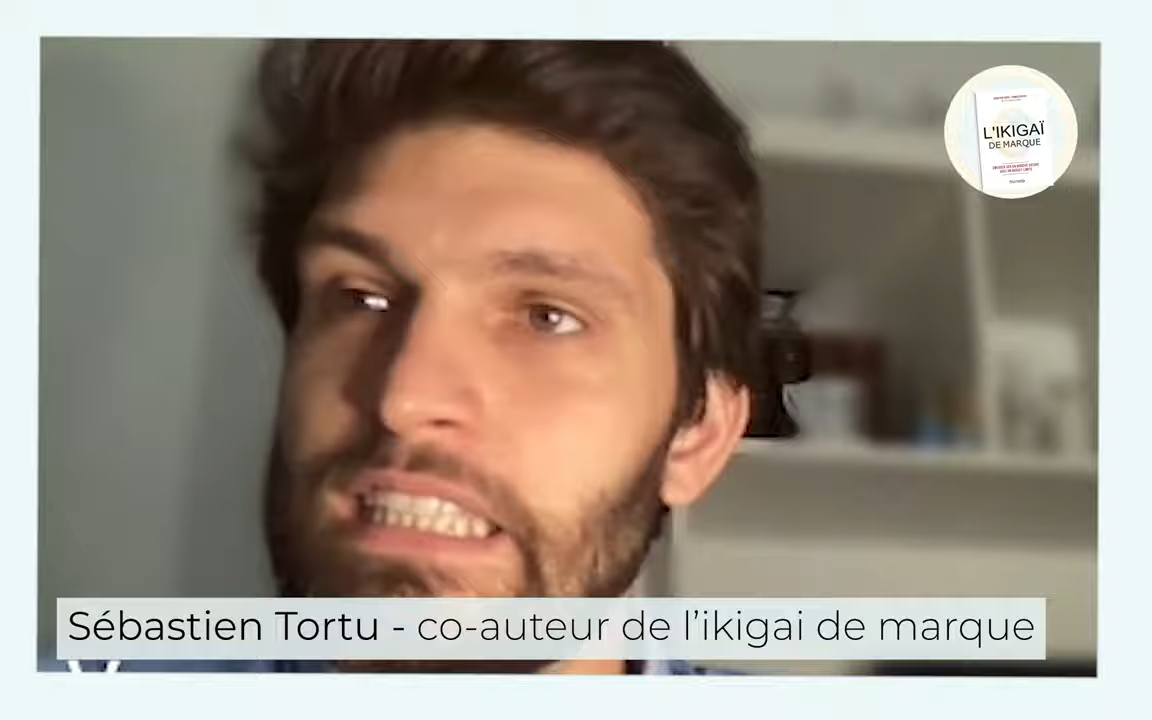 L'IKIGAÏ
DE MARQUE
Sébastien Tortu - co-auteur de l'ikigai de marque